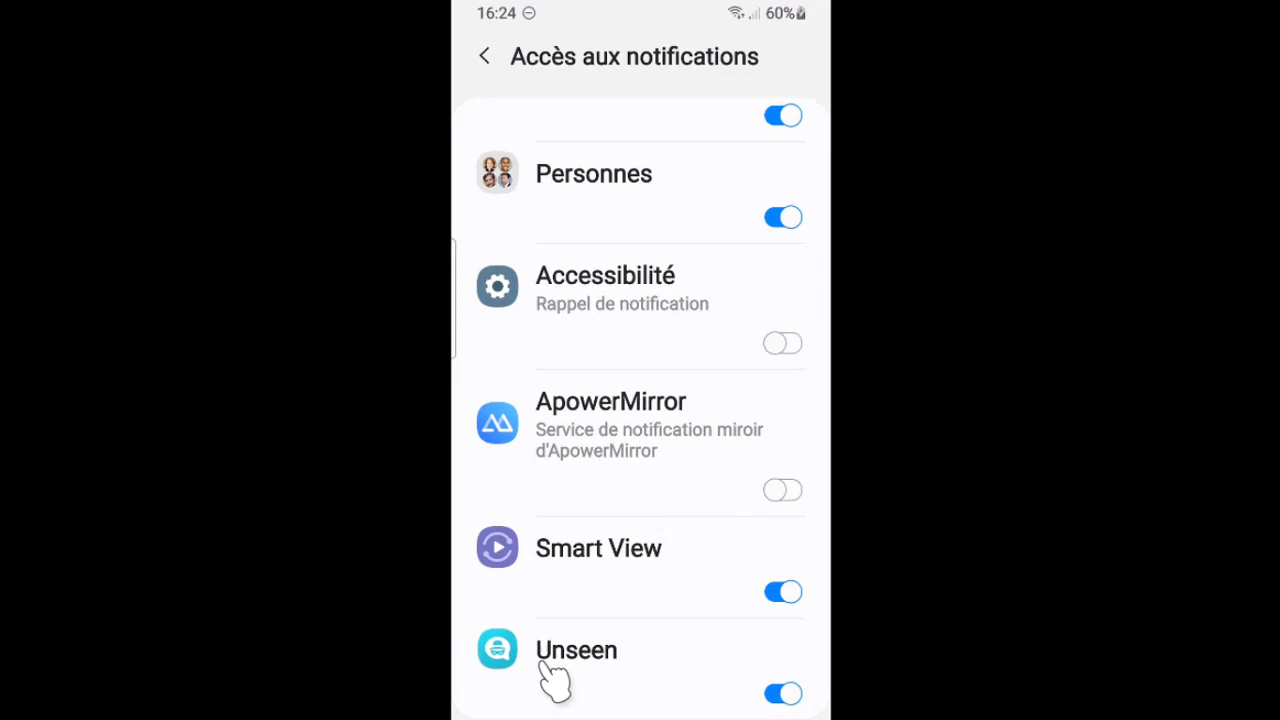 16:24
60%
Accès aux notifications
Personnes
Accessibilité
Rappel de notification
ApowerMirror
Service de notification miroir
d'ApowerMirror
Smart View
Unseen